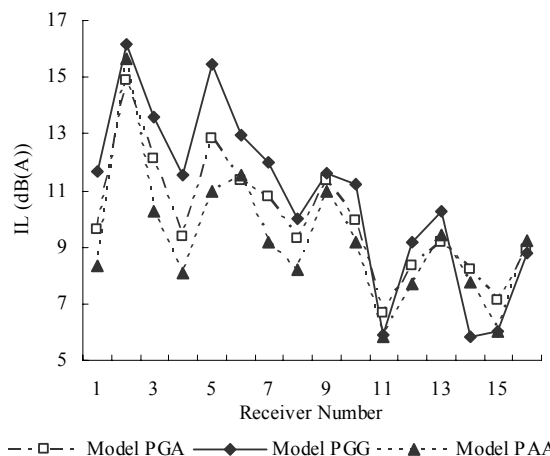 17
15
13
11
9
7
5
IL (dB(A))
1 3 5 7 9 11 13 15
Receiver Number
Model PGA Model PGG Model PAA